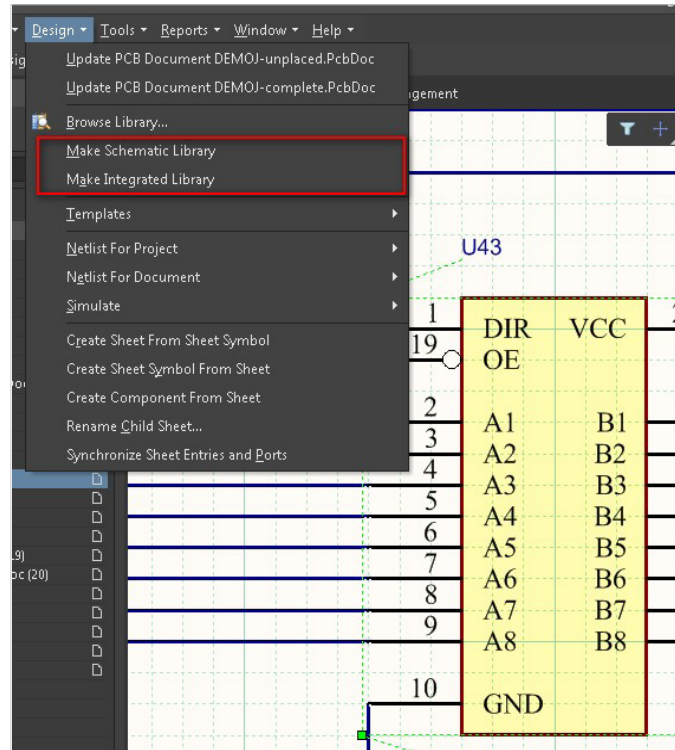 Design Tools Reports Window Help
Update PCB Document DEMOJ-unplaced.PcbDoc
Update PCB Document DEMOJ-complete.PcbDoc
Browse Library...
Make Schematic Library
Make Integrated Library
Templates
Netlist For Project
Netlist For Document
Simulate
Create Sheet From Sheet Symbol
Create Sheet Symbol From Sheet
Create Component From Sheet
Rename Child Sheet...
Synchronize Sheet Entries and Ports
U43
1 DIR VCC
19 OE
2 A1 B1
3 A2 B2
4 A3 B3
5 A4 B4
6 A5 B5
7 A6 B6
8 A7 B7
9 A8 B8
10 GND